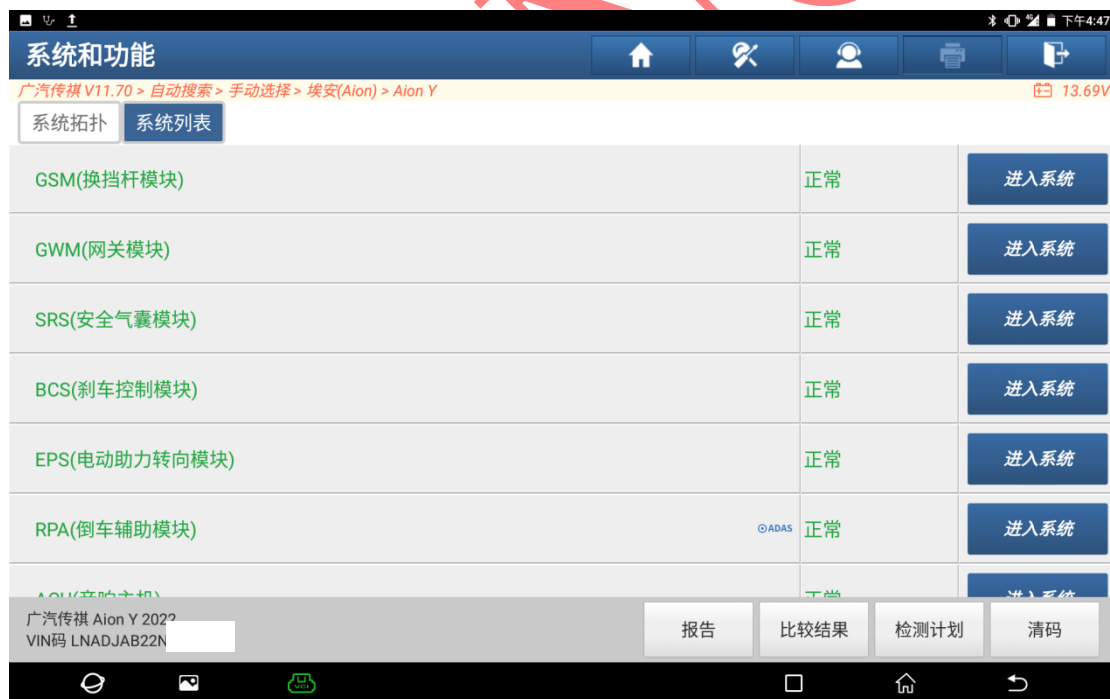 下午4:47
系统和功能
广汽传祺 V11.70 > 自动搜索 > 手动选择 > 埃安(Aion) > Aion Y
13.69V
系统拓扑 系统列表
GSM(换挡杆模块) 正常 进入系统
GWM(网关模块) 正常 进入系统
SRS(安全气囊模块) 正常 进入系统
BCS(刹车控制模块) 正常 进入系统
EPS(电动助力转向模块) 正常 进入系统
RPA(倒车辅助模块) ADAS 正常 进入系统
正常 进入系统
广汽传祺 Aion Y 2022
VIN码 LNADJAB22N
报告 比较结果 检测计划 清码
VCI